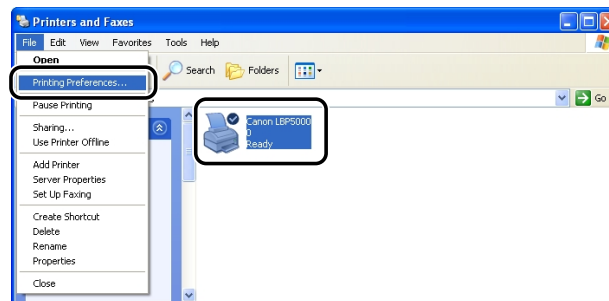 Printers and Faxes
File Edit View Favorites Tools Help
Open
Printing Preferences...
Pause Printing
Sharing...
Use Printer Offline
Add Printer
Server Properties
Set Up Faxing
Create Shortcut
Delete
Rename
Properties
Close
Search Folders
Go
Canon LBP5000
0
Ready